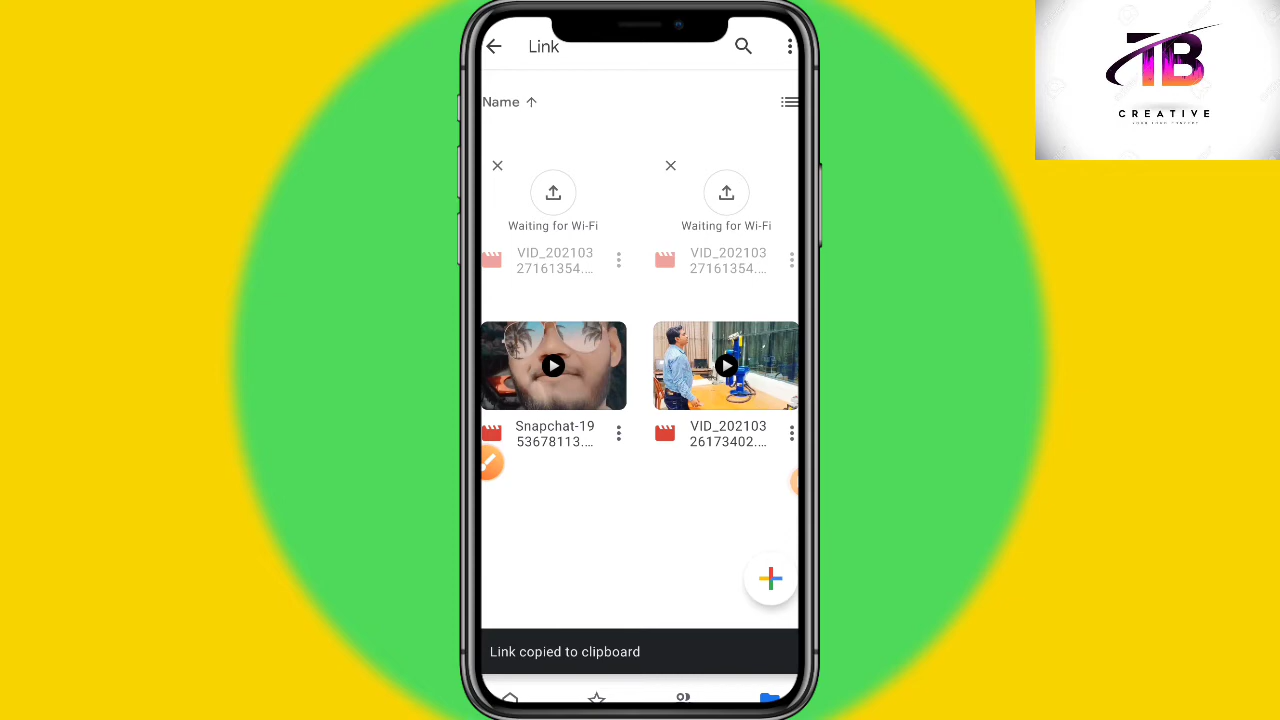 Link
TB
CREATIVE
Name
Waiting for Wi-Fi
Waiting for Wi-Fi
VID_202103
27161354....
VID_202103
27161354....
Snapchat-19
53678113....
VID_202103
26173402....
Link copied to clipboard